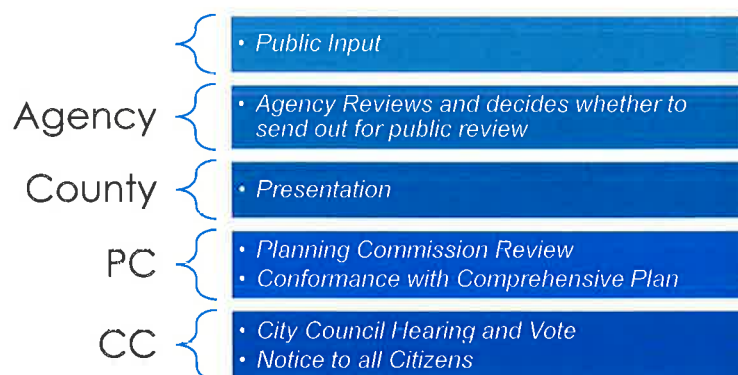 • Public Input
Agency
• Agency Reviews and decides whether to
send out for public review
County
• Presentation
PC
• Planning Commission Review
• Conformance with Comprehensive Plan
CC
• City Council Hearing and Vote
• Notice to all Citizens